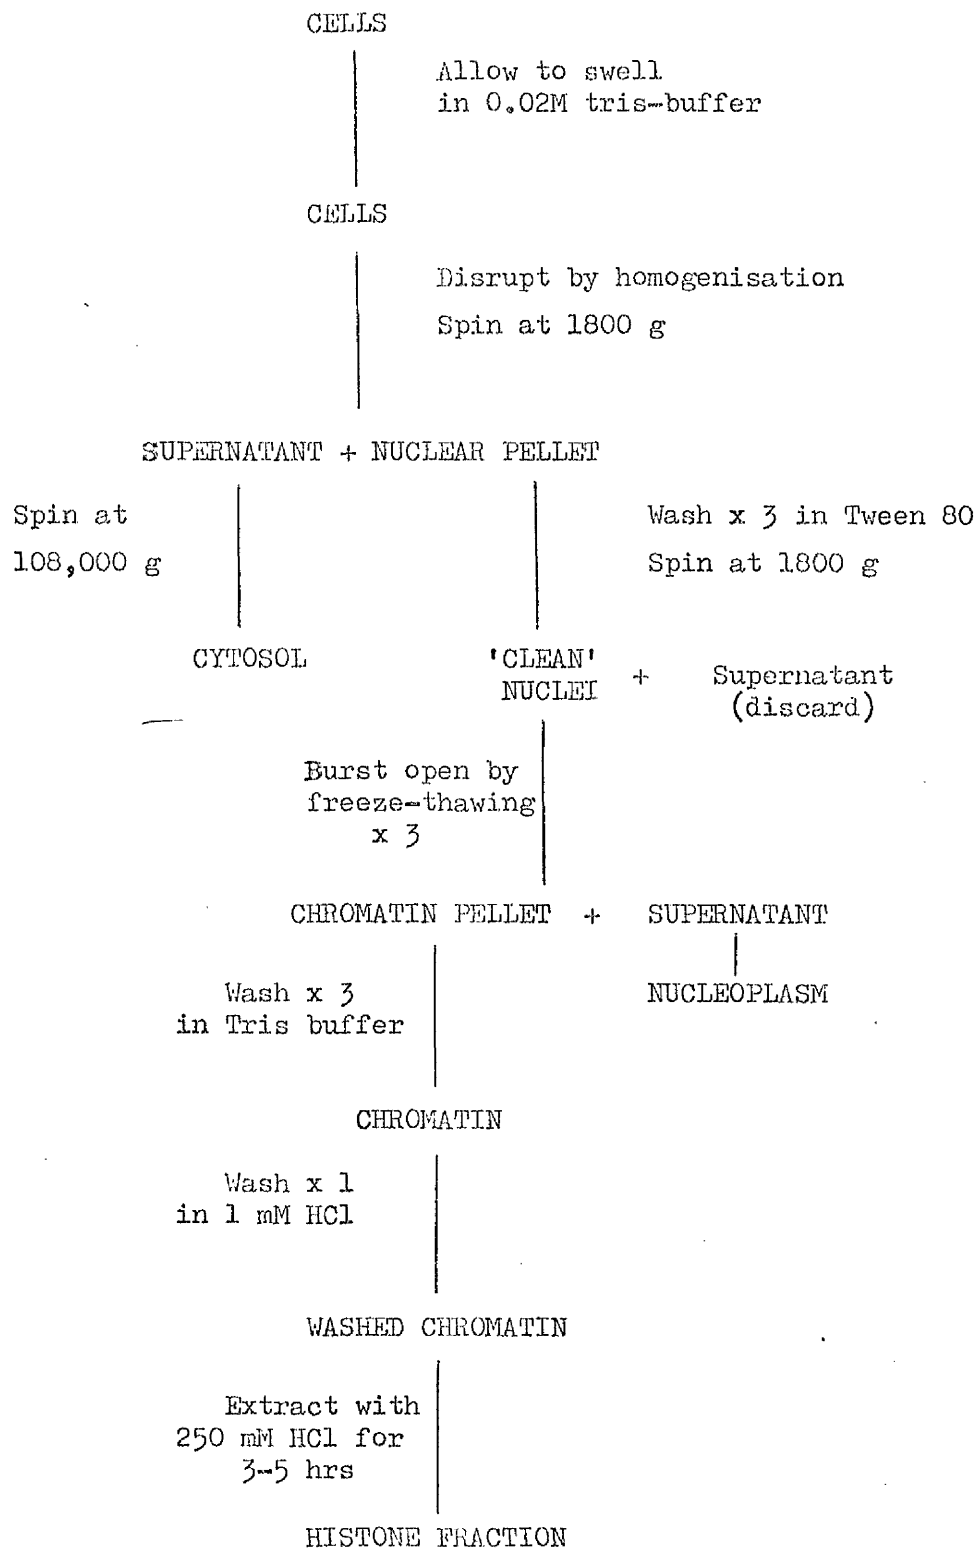 CELLS
Allow to swell
in 0.02M tris-buffer
CELLS
Disrupt by homogenisation
Spin at 1800 g
SUPERNATANT + NUCLEAR PELLET
Spin at
108,000 g
Wash x 3 in Tween 80
Spin at 1800 g
CYTOSOL
'CLEAN'
NUCLEI
+
Supernatant
(discard)
Burst open by
freeze-thawing
x 3
CHROMATIN PELLET + SUPERNATANT
Wash x 3
in Tris buffer
NUCLEOPLASM
CHROMATIN
Wash x 1
in 1 mM HCl
WASHED CHROMATIN
Extract with
250 mM HCl for
3-5 hrs
HISTONE FRACTION